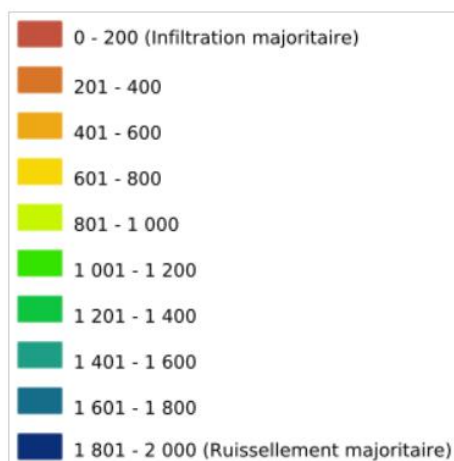 0 - 200 (Infiltration majoritaire)
201 - 400
401 - 600
601 - 800
801 - 1 000
1 001 - 1 200
1 201 - 1 400
1 401 - 1 600
1 601 - 1 800
1 801 - 2 000 (Ruissellement majoritaire)